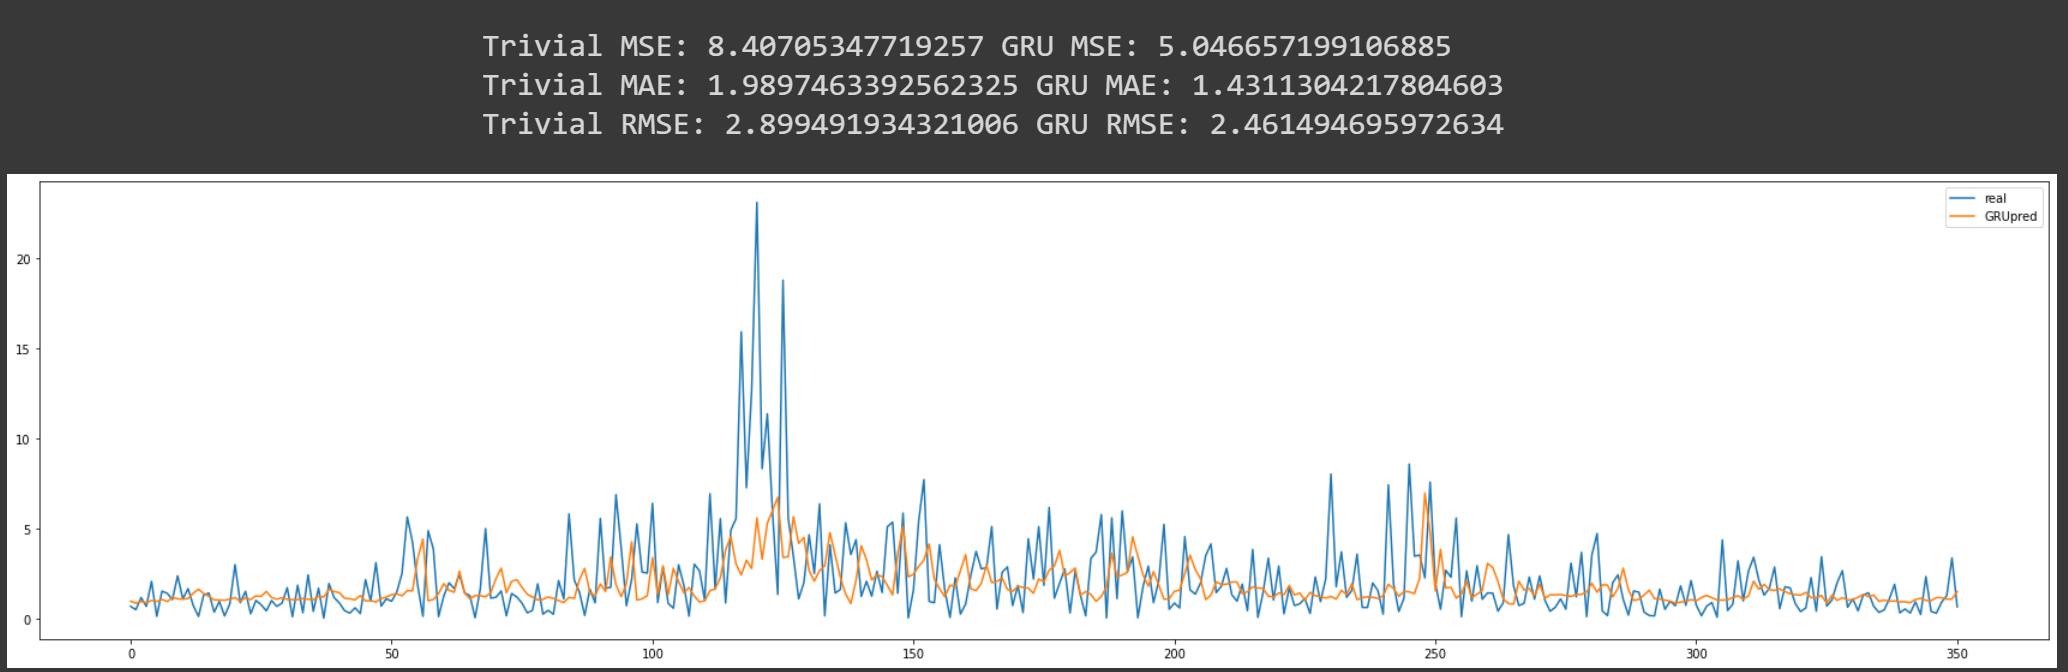 Trivial MSE: 8.40705347719257 GRU MSE: 5.046657199106885
Trivial MAE: 1.9897463392562325 GRU MAE: 1.4311304217804603
Trivial RMSE: 2.899491934321006 GRU RMSE: 2.461494695972634
real
GRUpred
20
15
10
5
0
0 50 100 150 200 250 300 350